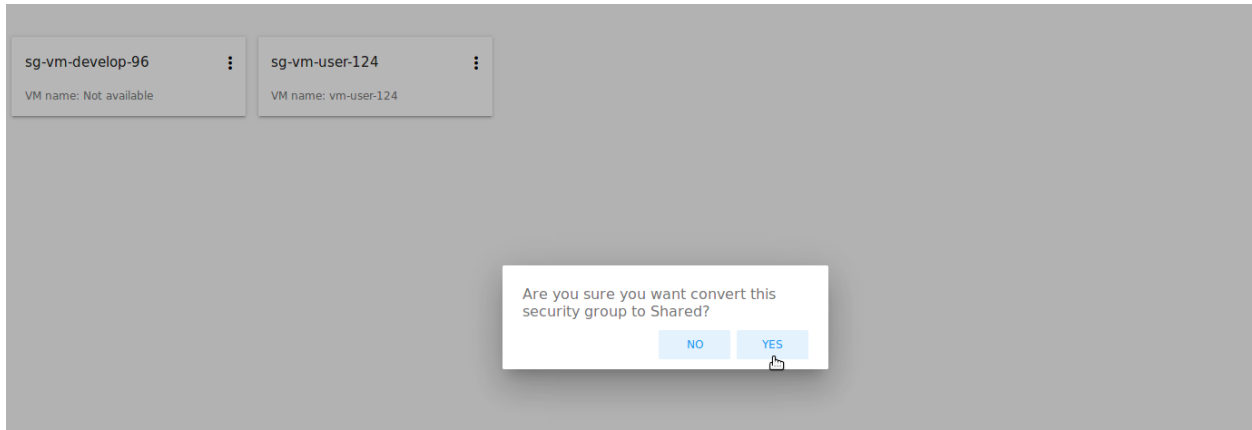 sg-vm-develop-96
VM name: Not available
sg-vm-user-124
VM name: vm-user-124
Are you sure you want convert this
security group to Shared?
NO
YES